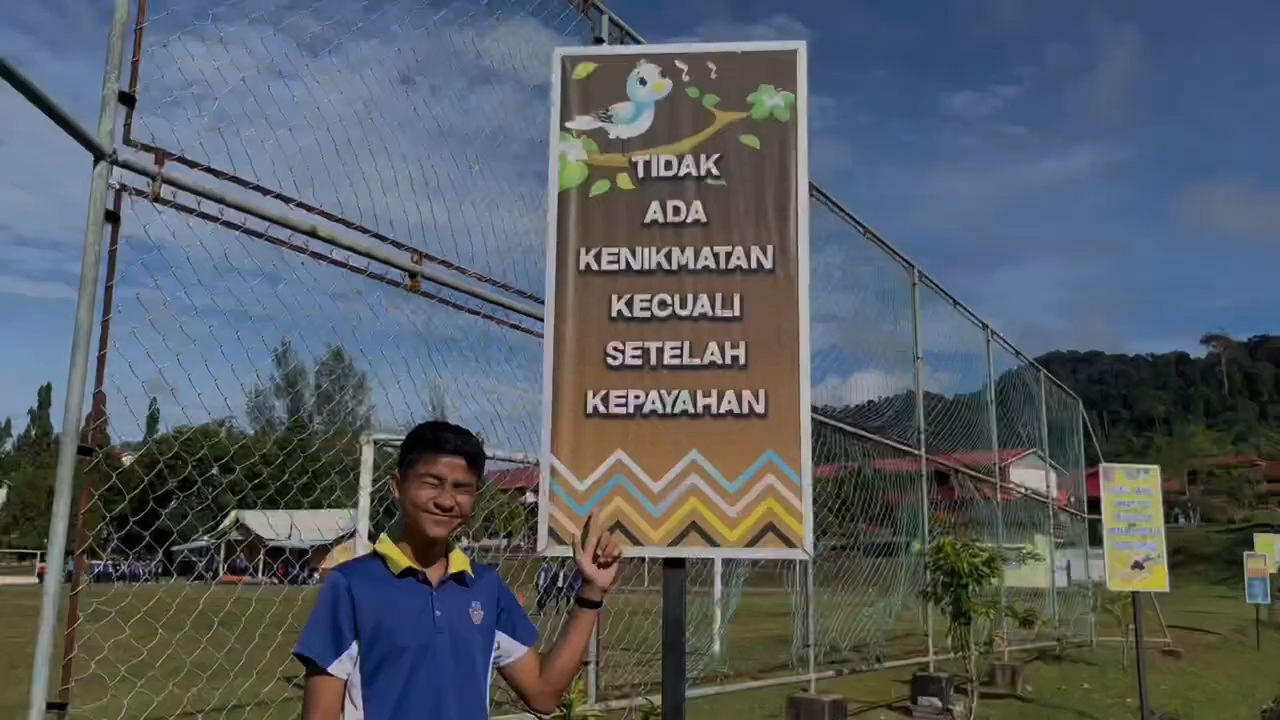 TIDAK
ADA
KENIKMATAN
KECUALI
SETELAH
KEPAYAHAN